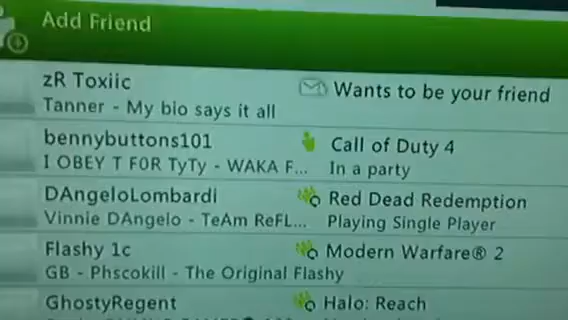 Add Friend
zR Toxiic
Wants to be your friend
Tanner - My bio says it all
bennybuttons101
Call of Duty 4
I OBEY T F0R TyTy - WAKA F...
In a party
DAngeloLombardi
Red Dead Redemption
Vinnie DAngelo - TeAm ReFL...
Playing Single Player
Flashy 1c
Modern Warfare® 2
GB - Phscokill - The Original Flashy
GhostyRegent
Halo: Reach